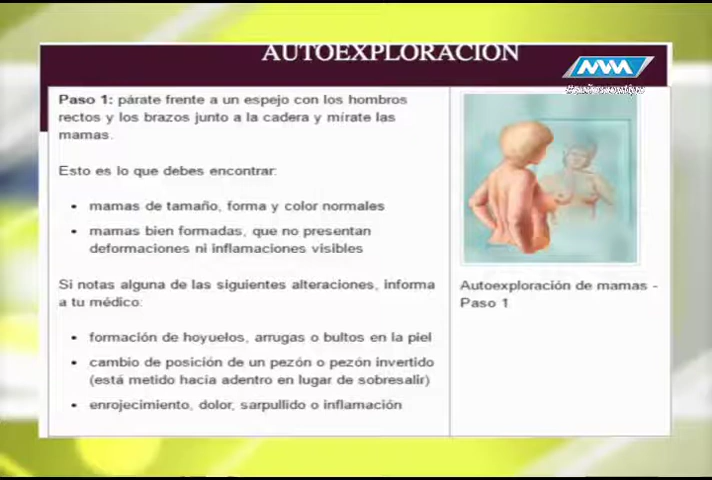 AUTOEXPLORACIÓN
Paso 1: párate frente a un espejo con los hombros
rectos y los brazos junto a la cadera y mírate las
mamas.
Esto es lo que debes encontrar:
• mamas de tamaño, forma y color normales
• mamas bien formadas, que no presentan
deformaciones ni inflamaciones visibles
Si notas alguna de las siguientes alteraciones, informa
a tu médico:
• formación de hoyuelos, arrugas o bultos en la piel
• cambio de posición de un pezón o pezón invertido
(está metido hacia adentro en lugar de sobresalir)
• enrojecimiento, dolor, sarpullido o inflamación
Autoexploración de mamas -
Paso 1